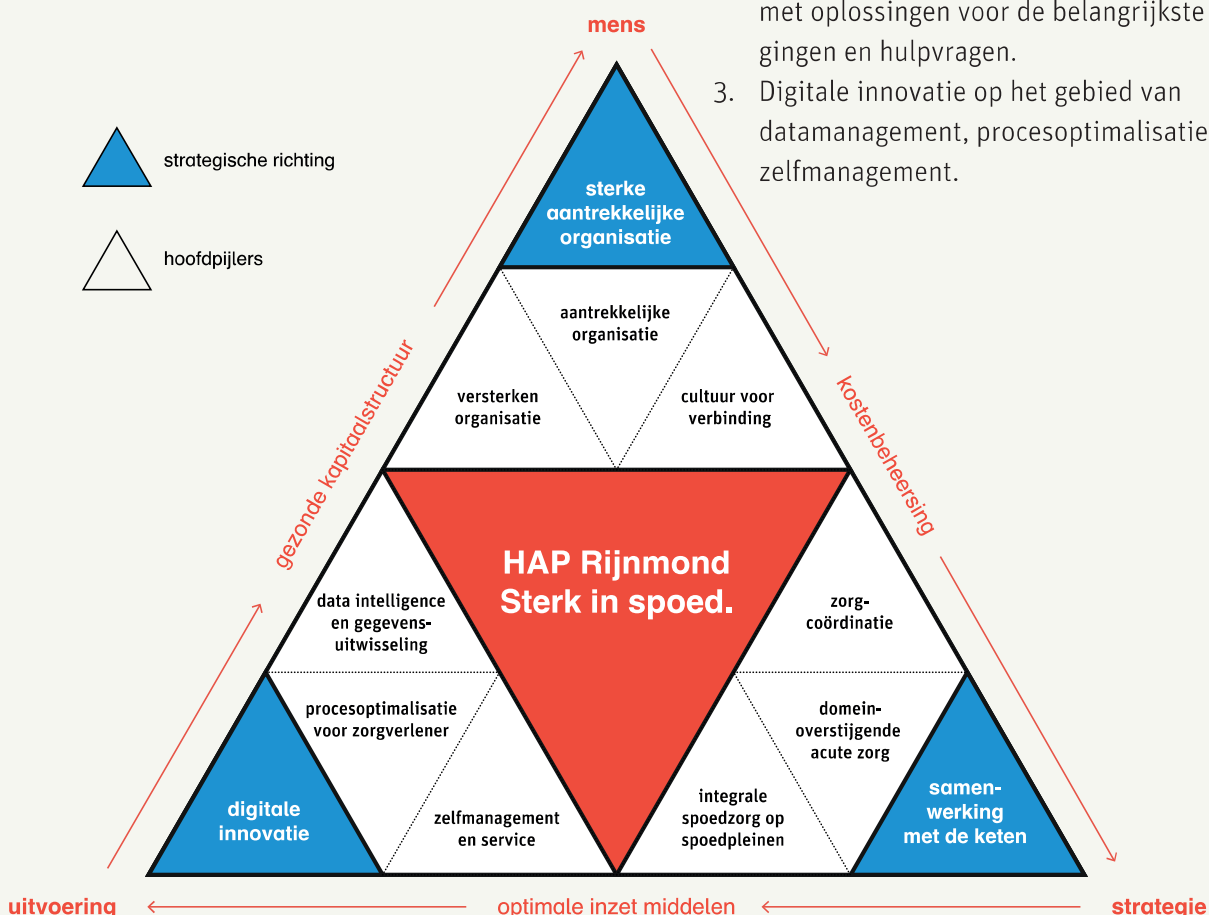 met oplossingen voor de belangrijkste
gingen en hulpvragen.
3. Digitale innovatie op het gebied van
datamanagement, procesoptimalisatie
zelfmanagement.
mens
strategische richting
hoofdpijlers
sterke
aantrekkelijke
organisatie
aantrekkelijke
organisatie
versterken
organisatie
cultuur voor
verbinding
gezonde kapitaalstructuur
kostenbeheersing
HAP Rijnmond
Sterk in spoed.
data intelligence
en gegevens-
uitwisseling
zorg-
coördinatie
procesoptimalisatie
voor zorgverlener
domein-
overstijgende
acute zorg
digitale
innovatie
zelfmanagement
en service
integrale
spoedzorg op
spoedpleinen
samen-
werking
met de keten
uitvoering
optimale inzet middelen
strategie